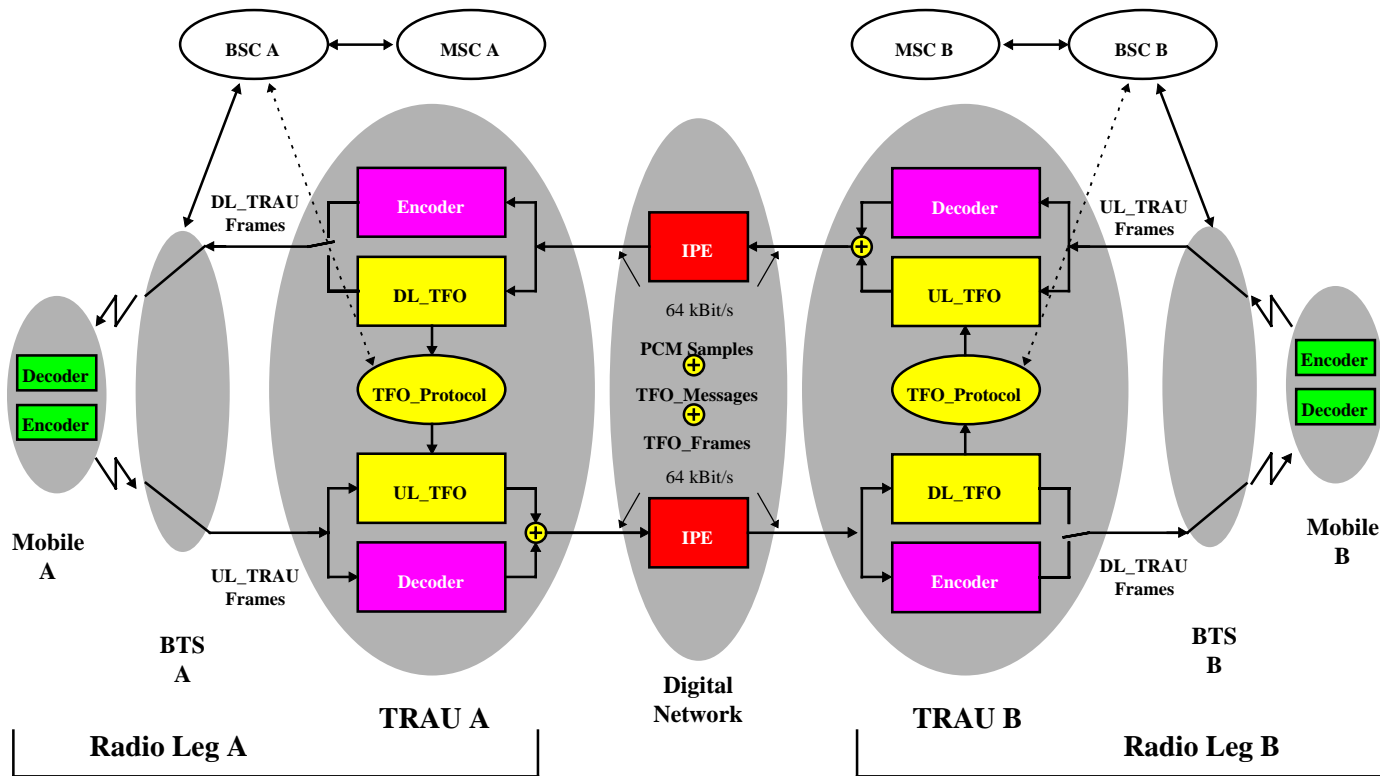 BSC A
MSC A
MSC B
BSC B
DL_TRAU
Frames
Encoder
DL_TFO
TFO_Protocol
UL_TFO
Decoder
UL_TRAU
Frames
Decoder
Encoder
Mobile
A
BTS
A
TRAU A
Radio Leg A
IPE
64 kBit/s
PCM Samples
+
TFO_Messages
+
TFO_Frames
64 kBit/s
IPE
+
Digital
Network
Decoder
+
UL_TFO
TFO_Protocol
DL_TFO
Encoder
UL_TRAU
Frames
DL_TRAU
Frames
Encoder
Decoder
Mobile
B
BTS
B
TRAU B
Radio Leg B